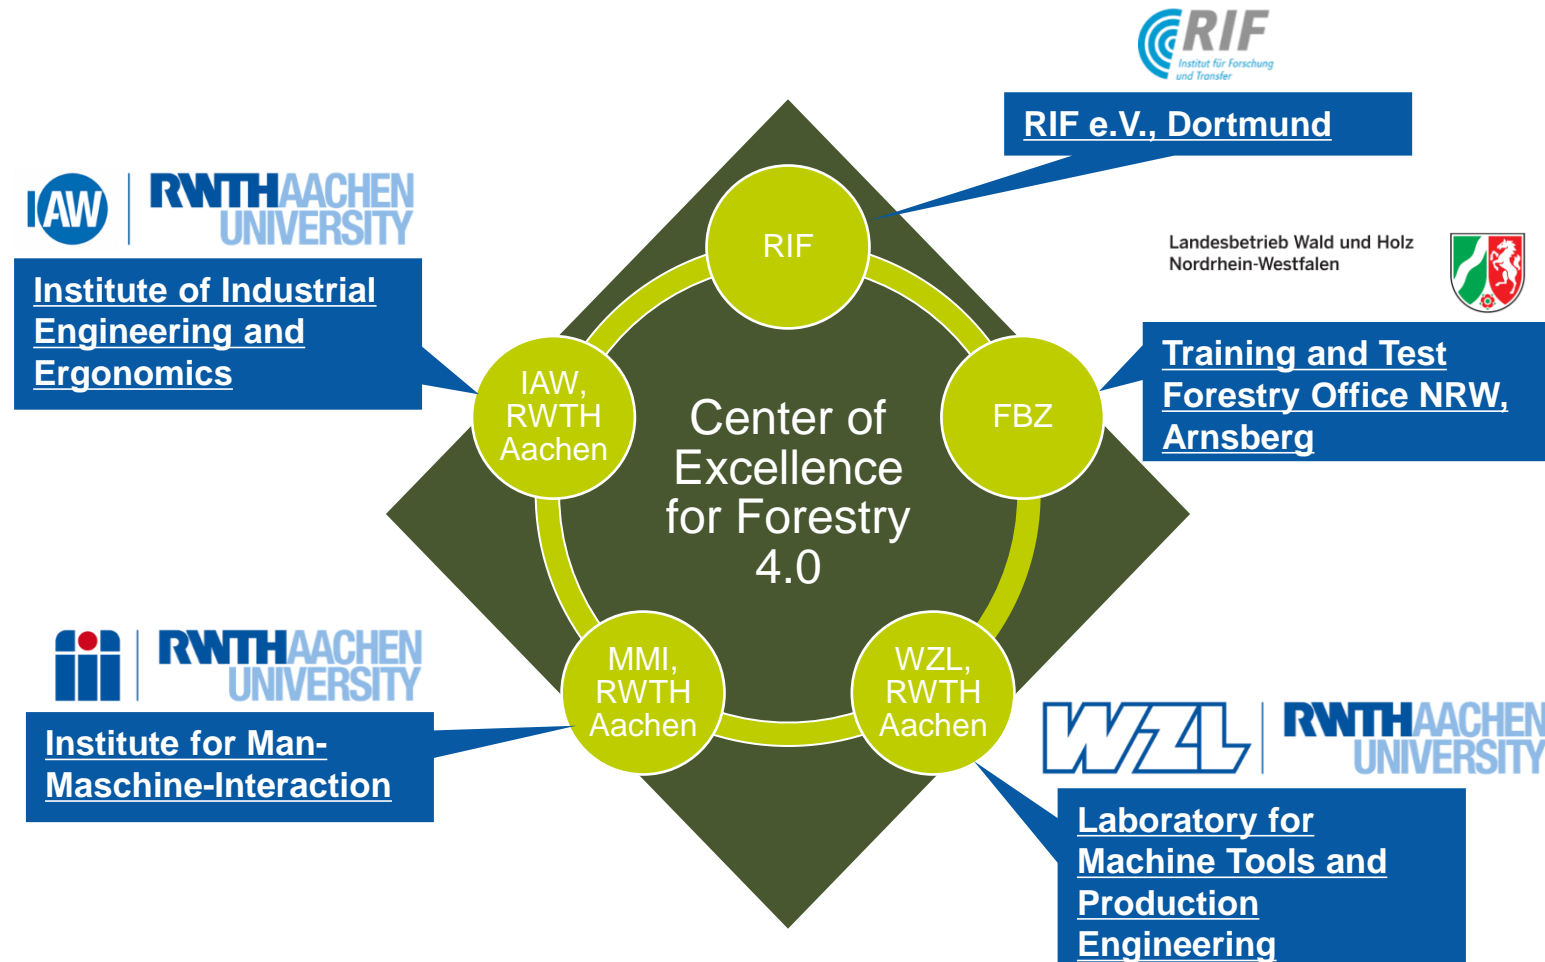 RIF
Institut für Forschung
und Transfer
RIF e.V., Dortmund
IAW
RWTHAACHEN
UNIVERSITY
Institute of Industrial
Engineering and
Ergonomics
Landesbetrieb Wald und Holz
Nordrhein-Westfalen
Training and Test
Forestry Office NRW,
Arnsberg
RIF
IAW,
RWTH
Aachen
FBZ
Center of
Excellence
for Forestry
4.0
MMI,
RWTH
Aachen
WZL,
RWTH
Aachen
RWTHAACHEN
UNIVERSITY
Institute for Man-
Maschine-Interaction
WZL
RWTHAACHEN
UNIVERSITY
Laboratory for
Machine Tools and
Production
Engineering